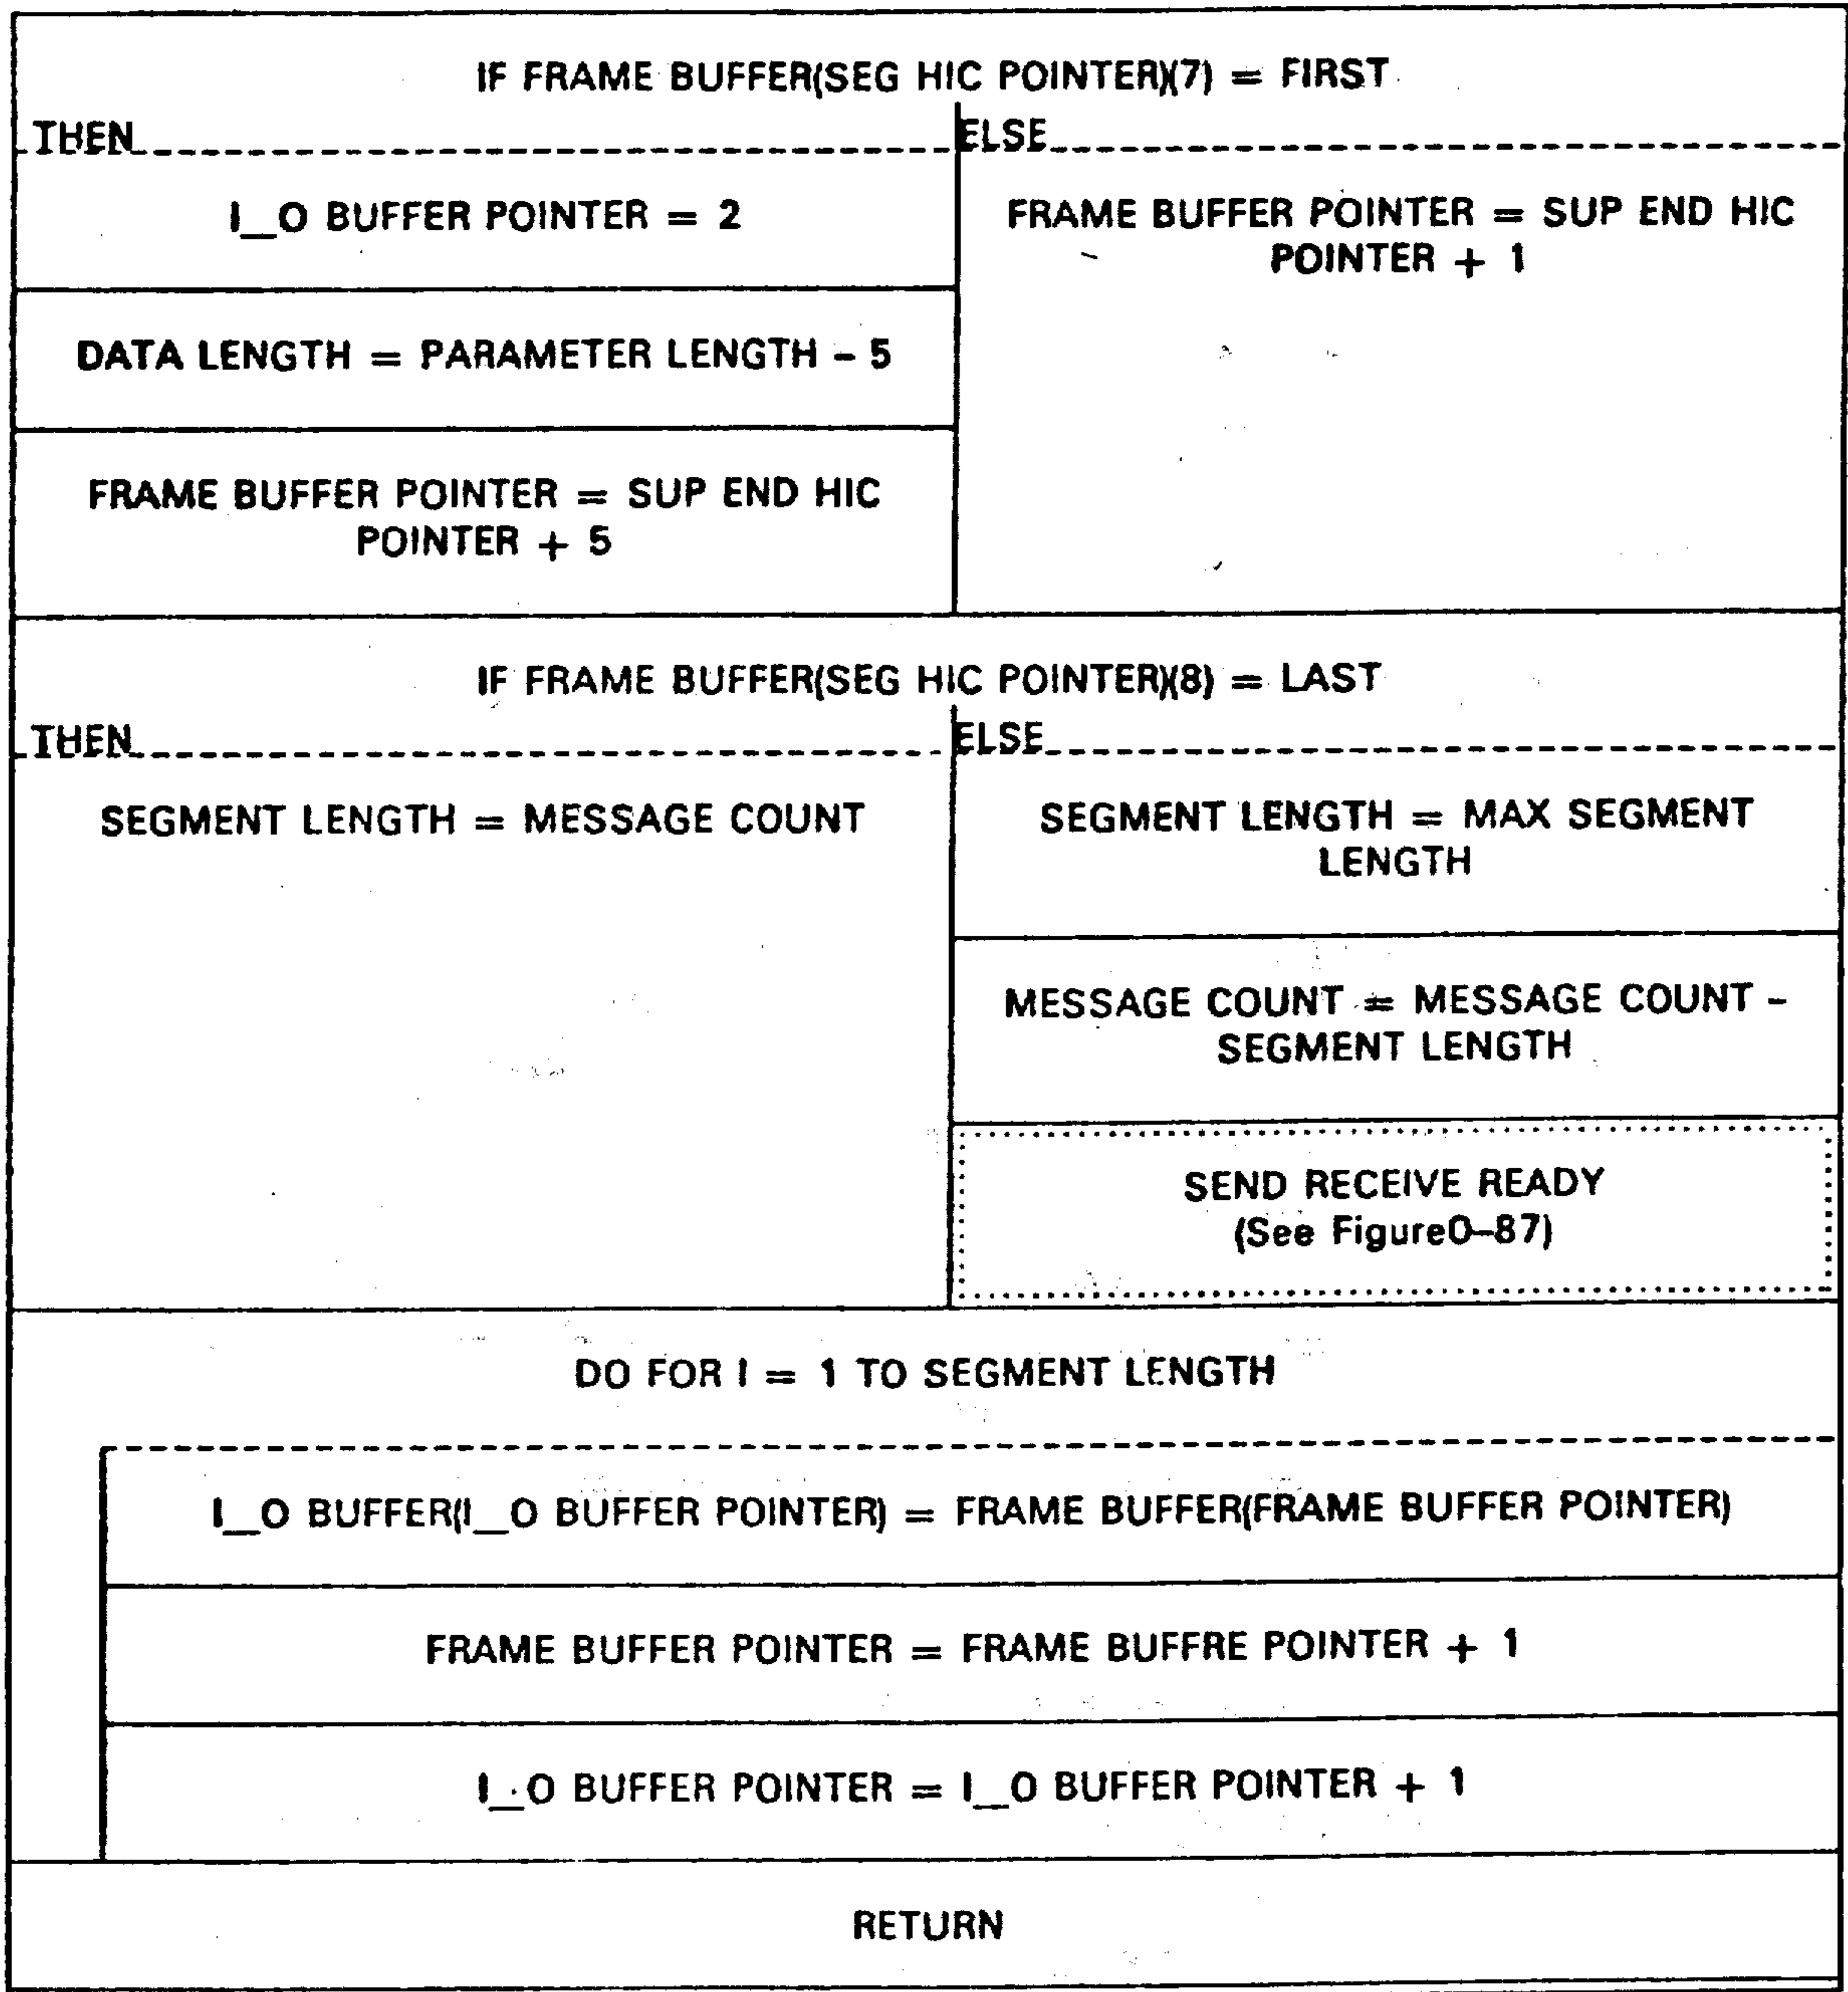 IF FRAME BUFFER(SEG HIC POINTER)(7) = FIRST
THEN
ELSE
I_O BUFFER POINTER = 2
DATA LENGTH = PARAMETER LENGTH - 5
FRAME BUFFER POINTER = SUP END HIC
POINTER + 5
FRAME BUFFER POINTER = SUP END HIC
POINTER + 1
IF FRAME BUFFER(SEG HIC POINTER)(8) = LAST
THEN
ELSE
SEGMENT LENGTH = MESSAGE COUNT
SEGMENT LENGTH = MAX SEGMENT
LENGTH
MESSAGE COUNT = MESSAGE COUNT -
SEGMENT LENGTH
SEND RECEIVE READY
(See Figure0-87)
DO FOR I = 1 TO SEGMENT LENGTH
I_O BUFFER(I_O BUFFER POINTER) = FRAME BUFFER(FRAME BUFFER POINTER)
FRAME BUFFER POINTER = FRAME BUFFRE POINTER + 1
I_O BUFFER POINTER = I_O BUFFER POINTER + 1
RETURN